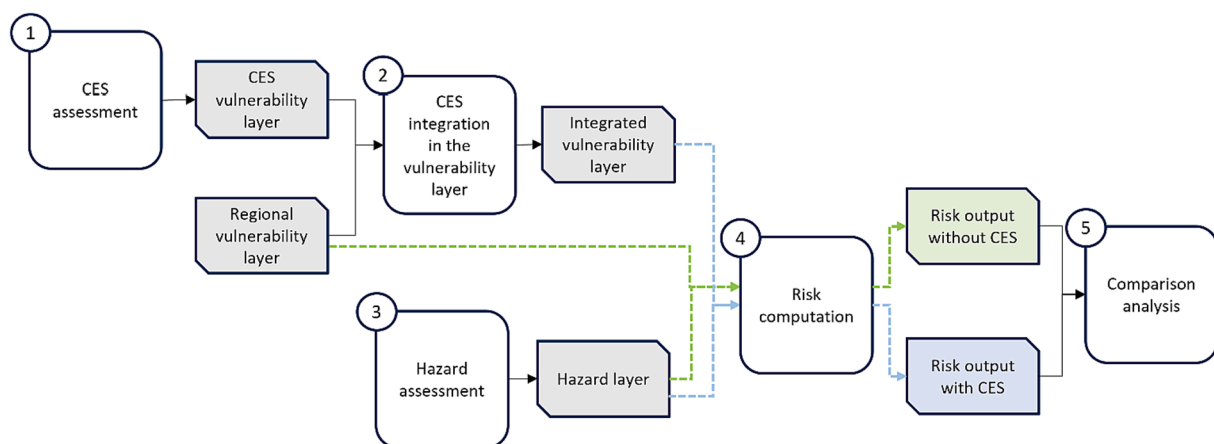 1
CES
assessment
CES
vulnerability
layer
Regional
vulnerability
layer
2
CES
integration
in the
vulnerability
layer
Integrated
vulnerability
layer
3
Hazard
assessment
Hazard layer
4
Risk
computation
Risk output
without CES
Risk output
with CES
5
Comparison
analysis